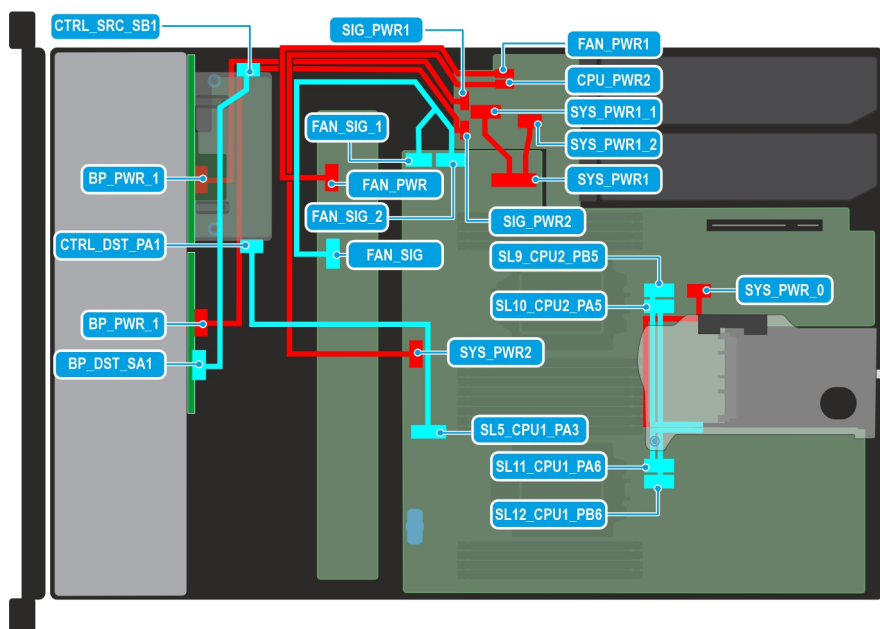 CTRL_SRC_SB1
SIG_PWR1
FAN_PWR1
CPU_PWR2
SYS_PWR1_1
FAN_SIG_1
SYS_PWR1_2
BP_PWR_1
FAN_PWR
SYS_PWR1
FAN_SIG_2
SIG_PWR2
CTRL_DST_PA1
FAN_SIG
SL9_CPU2_PB5
SYS_PWR_0
SL10_CPU2_PA5
BP_PWR_1
SYS_PWR2
BP_DST_SA1
SL5_CPU1_PA3
SL11_CPU1_PA6
SL12_CPU1_PB6